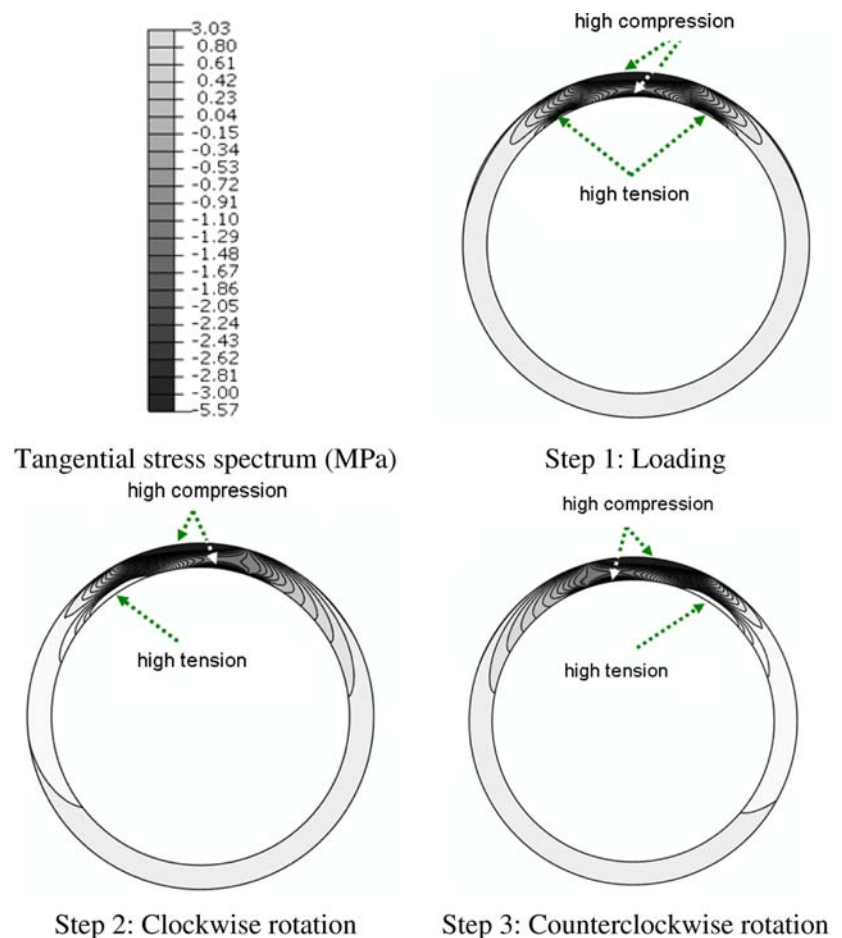 3.03
0.80
0.61
0.42
0.23
0.04
-0.15
-0.34
-0.53
-0.72
-0.91
-1.10
-1.29
-1.48
-1.67
-1.86
-2.05
-2.24
-2.43
-2.62
-2.81
-3.00
-5.57
Tangential stress spectrum (MPa)
high compression
high tension
Step 1: Loading
high compression
high tension
Step 2: Clockwise rotation
high compression
high tension
Step 3: Counterclockwise rotation